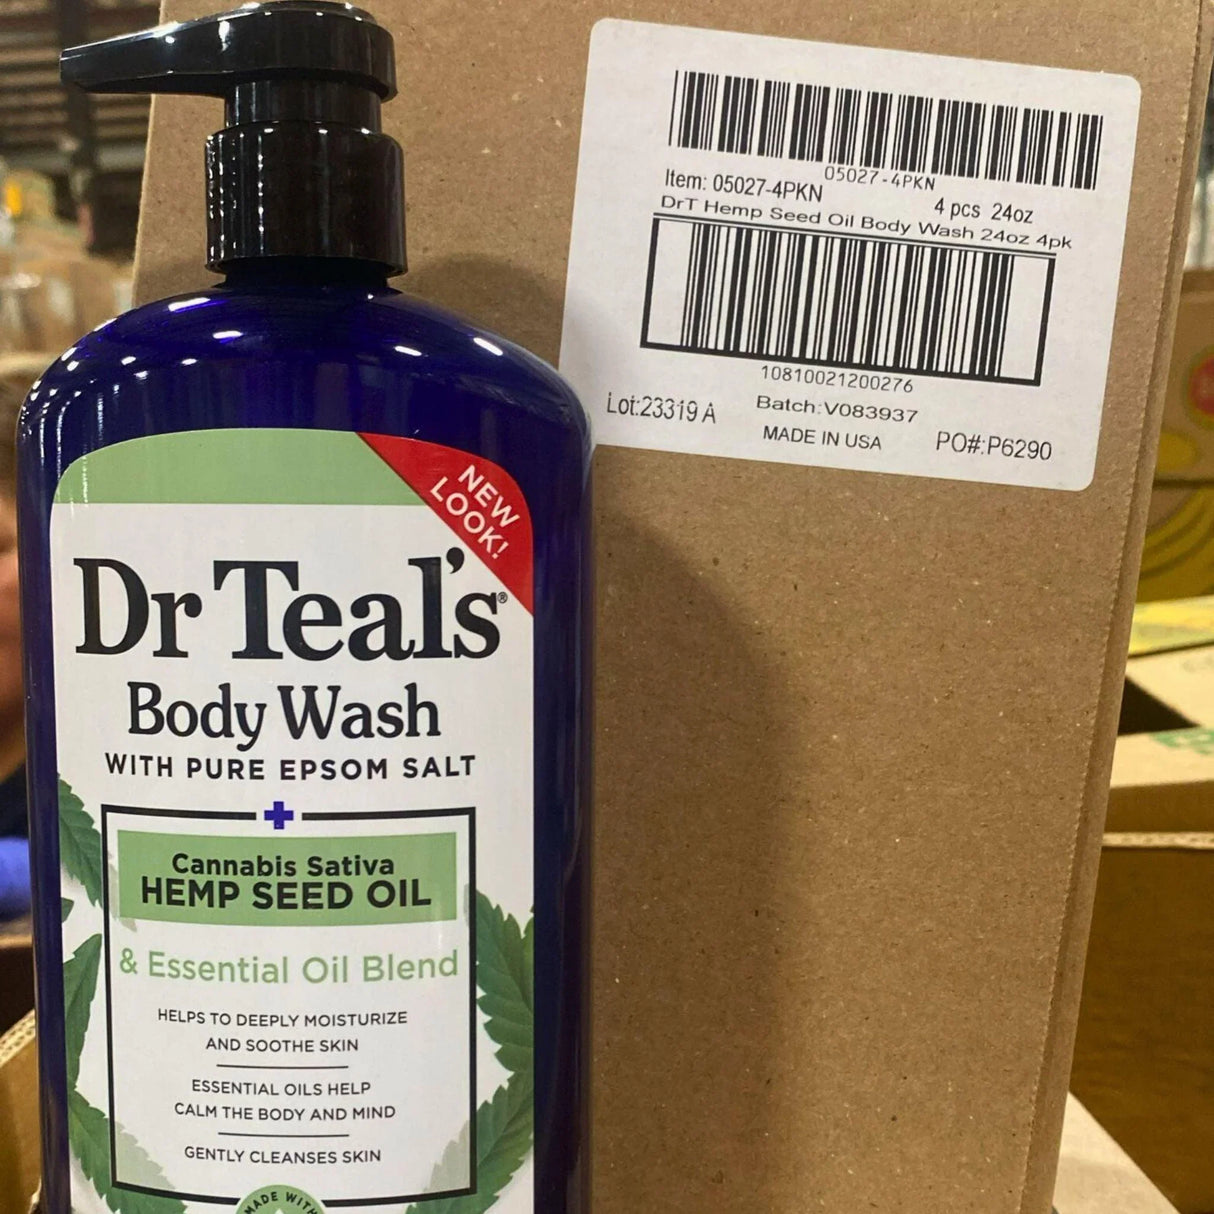 NEW
LOOK!
Dr Teal's®
Body Wash
WITH PURE EPSOM SALT
Cannabis Sativa
HEMP SEED OIL
& Essential Oil Blend
HELPS TO DEEPLY MOISTURIZE
AND SOOTHE SKIN
ESSENTIAL OILS HELP
CALM THE BODY AND MIND
GENTLY CLEANSES SKIN
MADE WITH
05027-4PKN
Item: 05027-4PKN 4 pcs 24oz
DrT Hemp Seed Oil Body Wash 24oz 4pk
10810021200276
Lot:23319 A Batch:V083937
MADE IN USA PO#:P6290